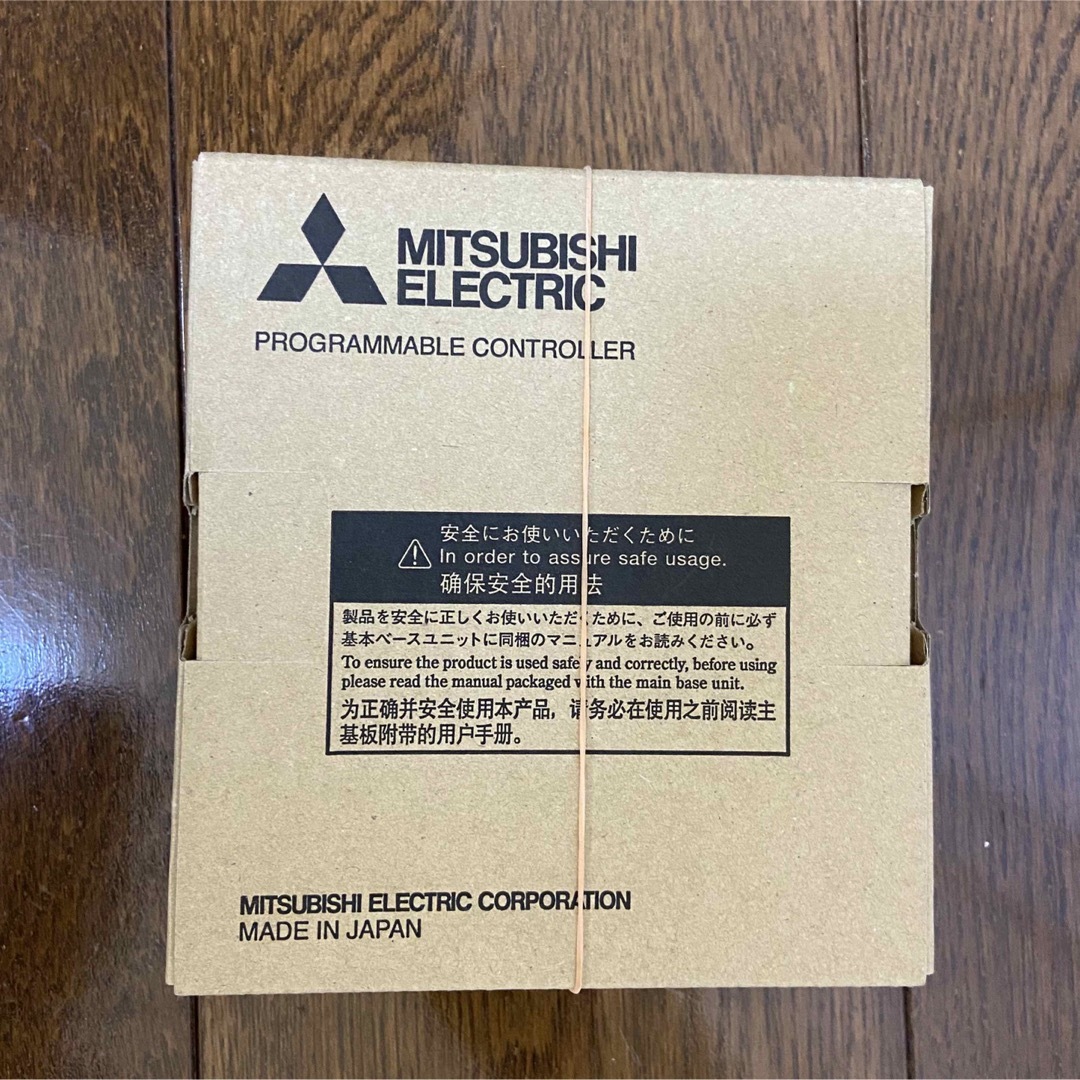 MITSUBISHI
ELECTRIC
PROGRAMMABLE CONTROLLER
安全にお使いいただくために
In order to assure safe usage.
确保安全的用法
製品を安全に正しくお使いいただくために、ご使用の前に必ず
基本ベースユニットに同梱のマニュアルをお読みください。
To ensure the product is used safely and correctly, before using
please read the manual packaged with the main base unit.
为正确并安全使用本产品，请务必在使用之前阅读主
基板附带的用户手册。
MITSUBISHI ELECTRIC CORPORATION
MADE IN JAPAN